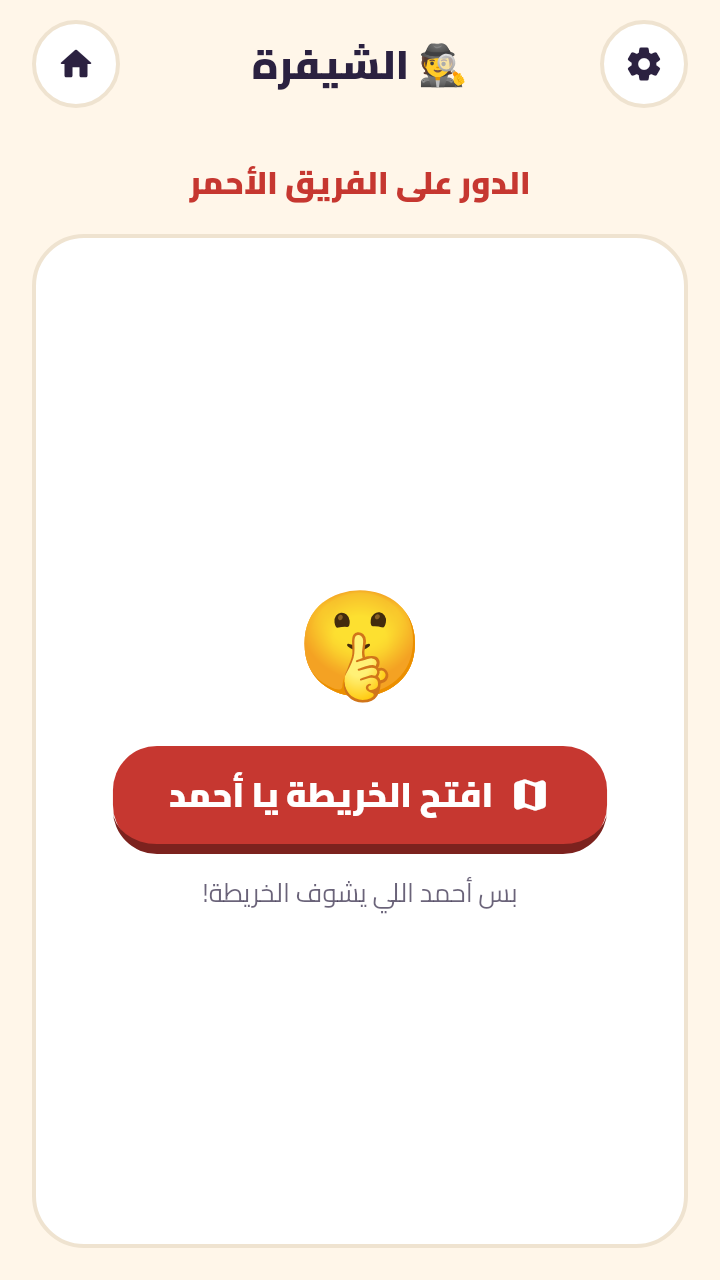 الشيفرة
الدور على الفريق الأحمر
افتح الخريطة يا أحمد
بس أحمد اللي يشوف الخريطة!